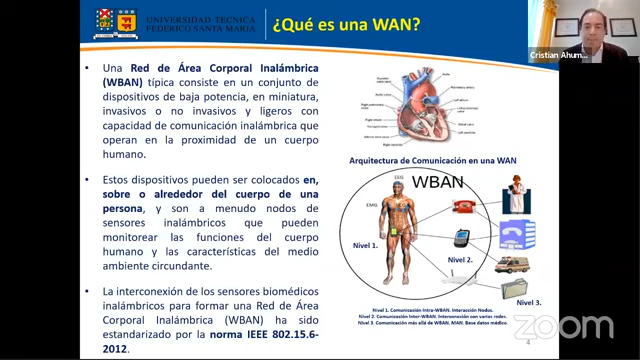 UNIVERSIDAD TECNICA
FEDERICO SANTA MARIA
¿Qué es una WAN?
Cristian Ahum...
• Una Red de Área Corporal Inalámbrica
(WBAN) típica consiste en un conjunto de
dispositivos de baja potencia, en miniatura,
invasivos o no invasivos y ligeros con
capacidad de comunicación inalámbrica que
operan en la proximidad de un cuerpo
humano.
• Estos dispositivos pueden ser colocados en,
sobre o alrededor del cuerpo de una
persona, y son a menudo nodos de
sensores inalámbricos que pueden
monitorear las funciones del cuerpo
humano y las características del medio
ambiente circundante.
• La interconexión de los sensores biomédicos
inalámbricos para formar una Red de Área
Corporal Inalámbrica (WBAN) ha sido
estandarizado por la norma IEEE 802.15.6-
2012.
Arquitectura de Comunicación en una WAN
WBAN
EEG
EMG
Nivel 1.
Nivel 2.
Nivel 3.
Nivel 1. Comunicación Intra-WBAN. Interacción Nodos.
Nivel 2. Comunicación Inter-WBAN. Interconexión con varias redes.
Nivel 3. Comunicación más allá de WBAN. MAN. Base datos médico.
zoom
4